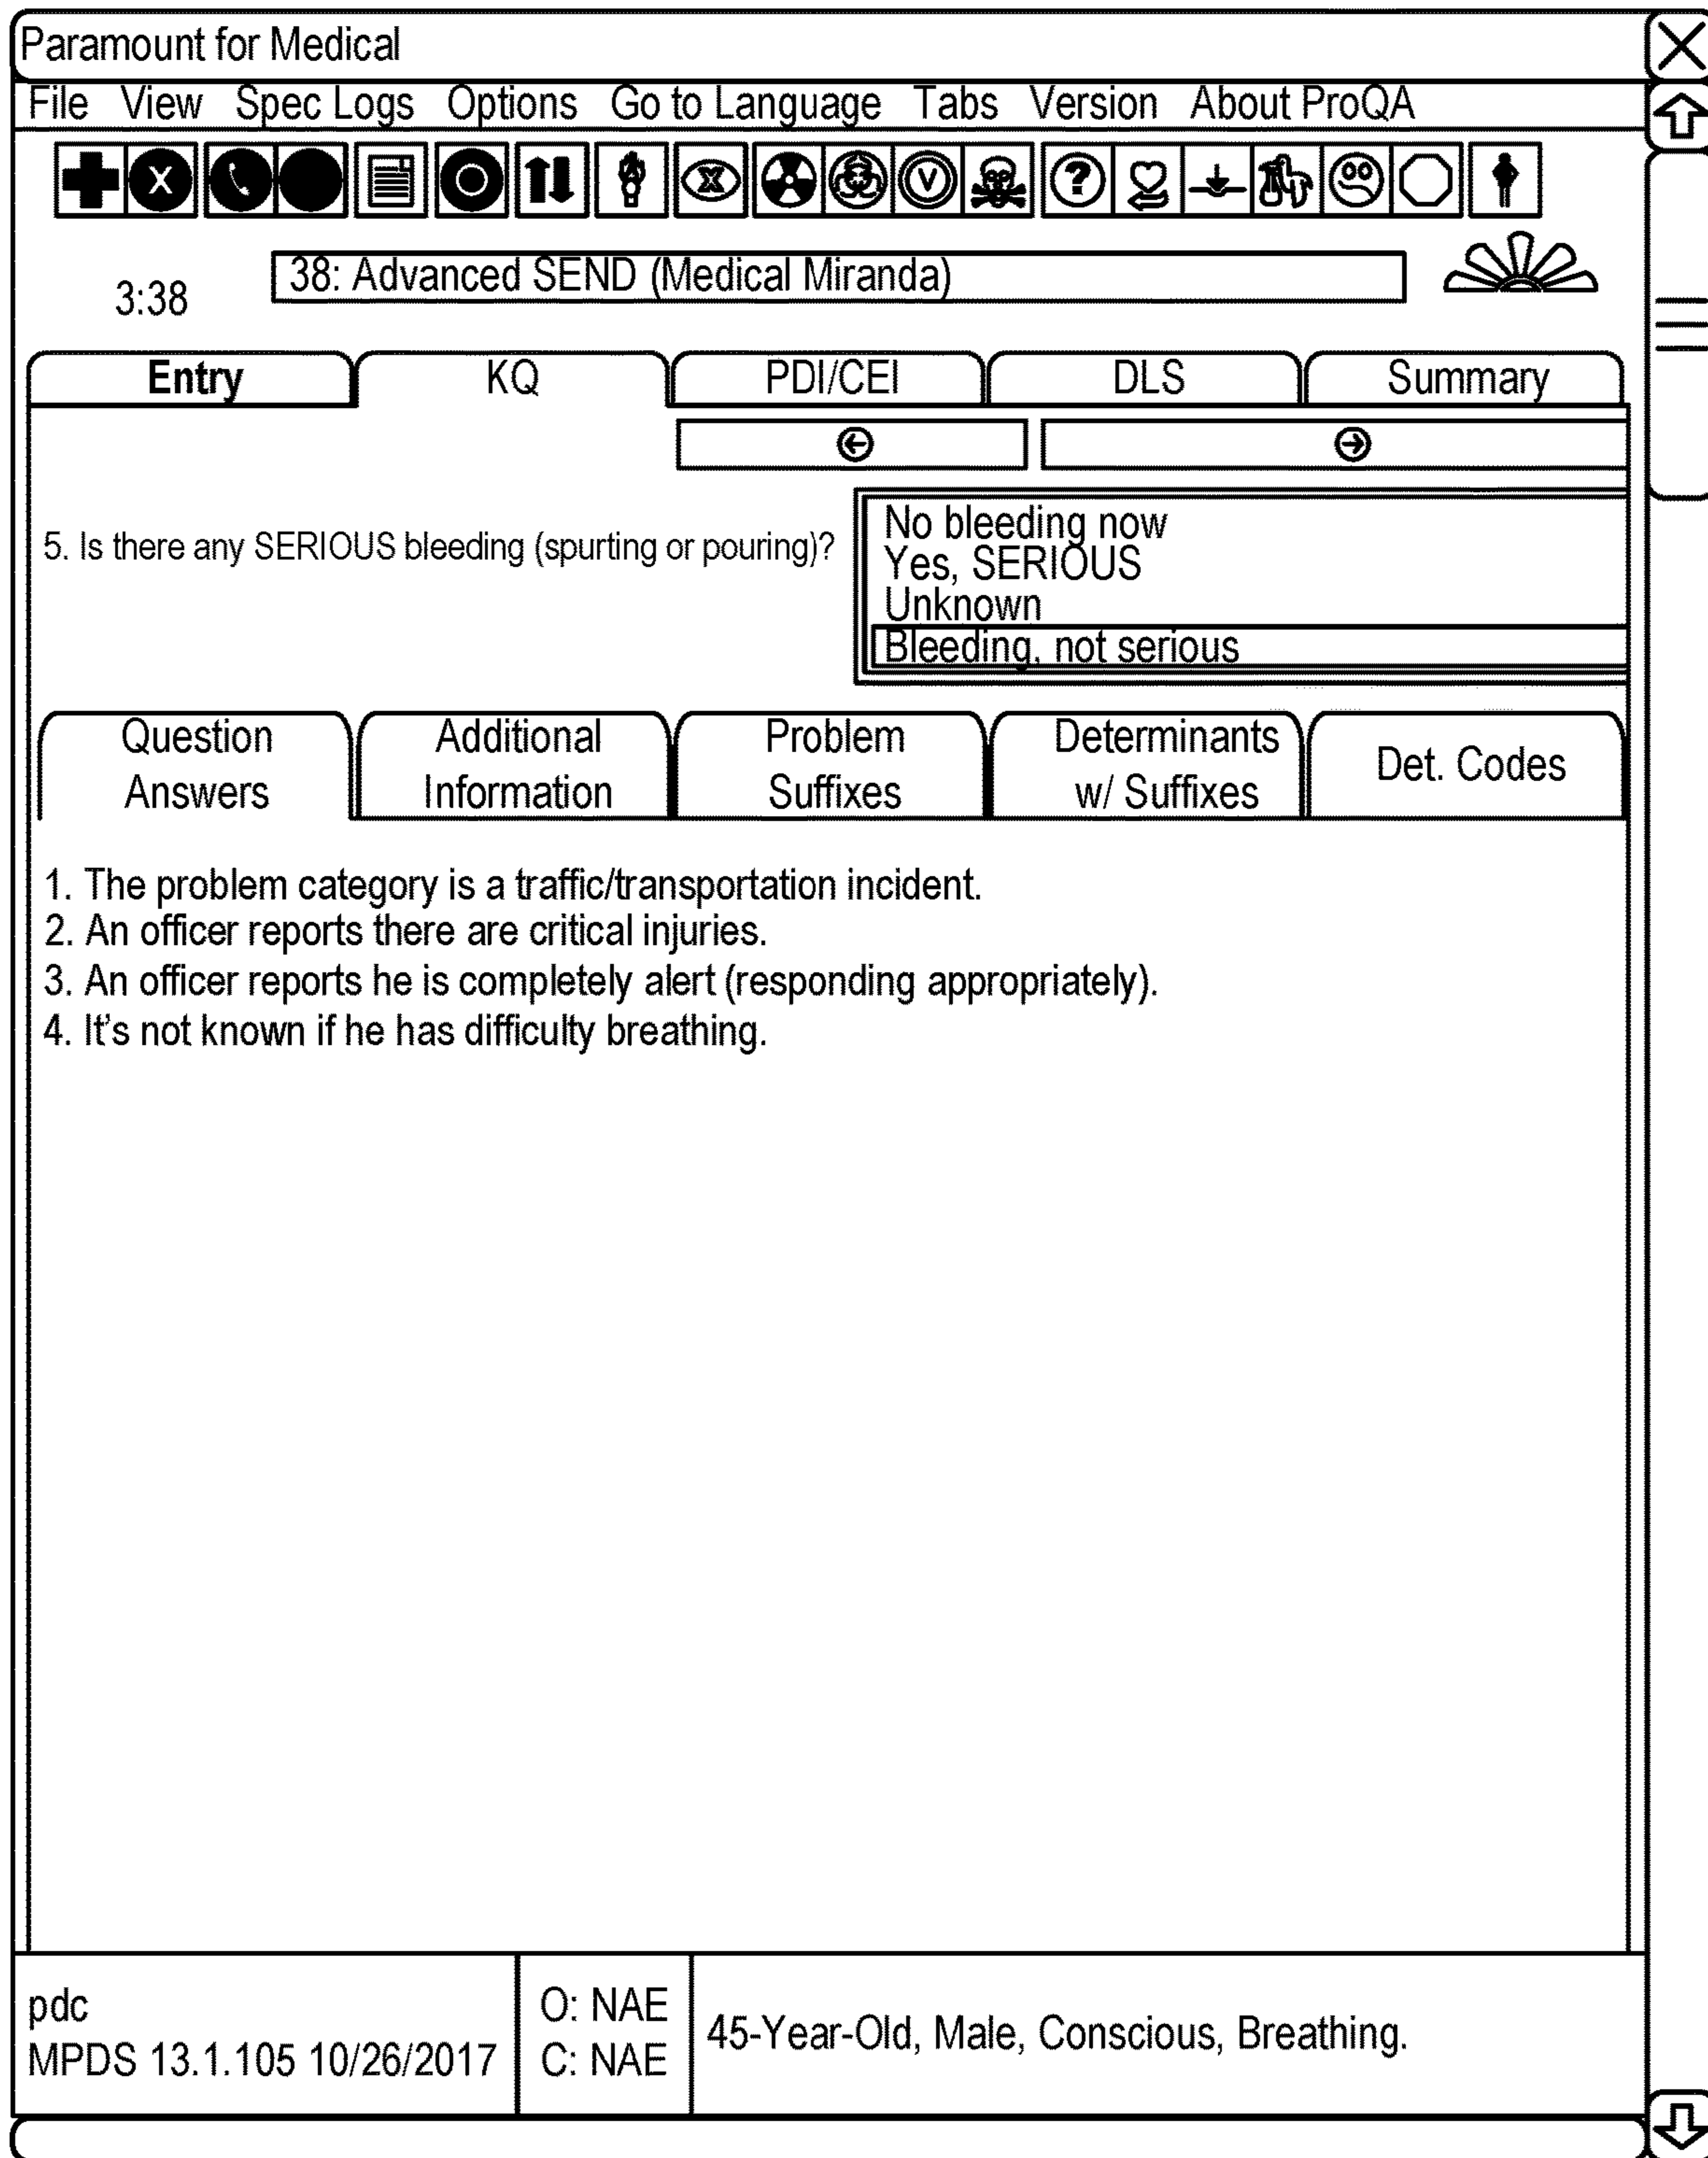 Paramount for Medical
File View Spec Logs Options Go to Language Tabs Version About ProQA
X V ?
3:38 38: Advanced SEND (Medical Miranda)
Entry KQ PDI/CEI DLS Summary
5. Is there any SERIOUS bleeding (spurting or pouring)?
No bleeding now
Yes, SERIOUS
Unknown
Bleeding, not serious
Question Answers
Additional Information
Problem Suffixes
Determinants w/ Suffixes
Det. Codes
1. The problem category is a traffic/transportation incident.
2. An officer reports there are critical injuries.
3. An officer reports he is completely alert (responding appropriately).
4. It's not known if he has difficulty breathing.
pdc
MPDS 13.1.105 10/26/2017
O: NAE
C: NAE
45-Year-Old, Male, Conscious, Breathing.